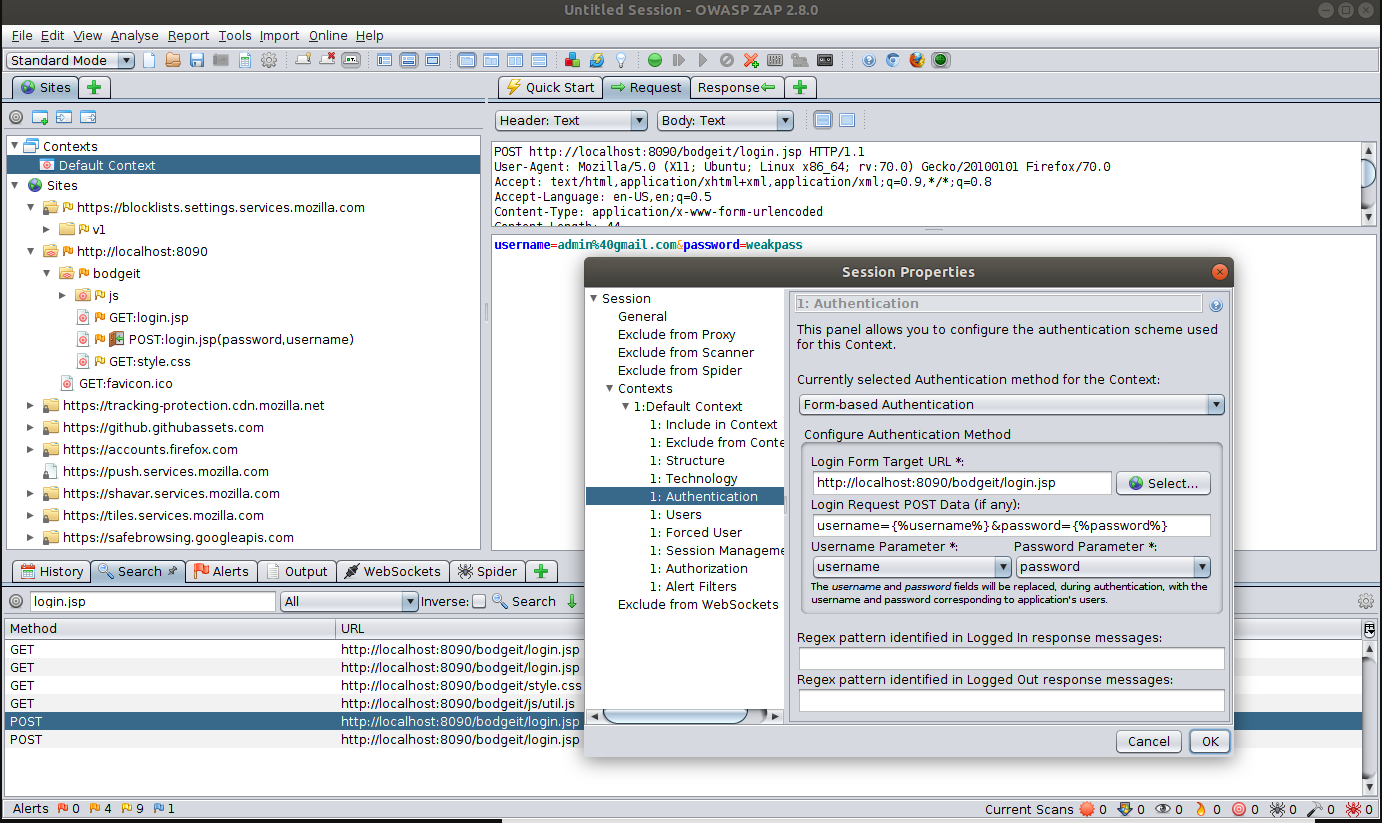 Untitled Session - OWASP ZAP 2.8.0
File Edit View Analyse Report Tools Import Online Help
Standard Mode
Sites
Quick Start Request Response
Header: Text Body: Text
Contexts
Default Context
Sites
https://blocklists.settings.services.mozilla.com
v1
http://localhost:8090
bodgeit
js
GET:login.jsp
POST:login.jsp(password,username)
GET:style.css
GET:favicon.ico
https://tracking-protection.cdn.mozilla.net
https://github.githubassets.com
https://accounts.firefox.com
https://push.services.mozilla.com
https://shavar.services.mozilla.com
https://tiles.services.mozilla.com
https://safebrowsing.googleapis.com
POST http://localhost:8090/bodgeit/login.jsp HTTP/1.1
User-Agent: Mozilla/5.0 (X11; Ubuntu; Linux x86_64; rv:70.0) Gecko/20100101 Firefox/70.0
Accept: text/html,application/xhtml+xml,application/xml;q=0.9,*/*;q=0.8
Accept-Language: en-US,en;q=0.5
Content-Type: application/x-www-form-urlencoded
Content-Length: 44
username=admin%40gmail.com&password=weakpass
Session Properties
Session
General
Exclude from Proxy
Exclude from Scanner
Exclude from Spider
Contexts
1:Default Context
1: Include in Context
1: Exclude from Conte
1: Structure
1: Technology
1: Authentication
1: Users
1: Forced User
1: Session Manageme
1: Authorization
1: Alert Filters
Exclude from WebSockets
1: Authentication
This panel allows you to configure the authentication scheme used
for this Context.
Currently selected Authentication method for the Context:
Form-based Authentication
Configure Authentication Method
Login Form Target URL *:
http://localhost:8090/bodgeit/login.jsp
Select...
Login Request POST Data (if any):
username={%username%}&password={%password%}
Username Parameter *: Password Parameter *:
username password
The username and password fields will be replaced, during authentication, with the
username and password corresponding to application's users.
Regex pattern identified in Logged In response messages:
Regex pattern identified in Logged Out response messages:
Cancel OK
History Search Alerts Output WebSockets Spider
login.jsp All Inverse: Search
Method URL
GET http://localhost:8090/bodgeit/login.jsp
GET http://localhost:8090/bodgeit/login.jsp
GET http://localhost:8090/bodgeit/style.css
GET http://localhost:8090/bodgeit/js/util.js
POST http://localhost:8090/bodgeit/login.jsp
POST http://localhost:8090/bodgeit/login.jsp
Alerts 0 4 9 1 Current Scans 0 0 0 0 0 0 0 0